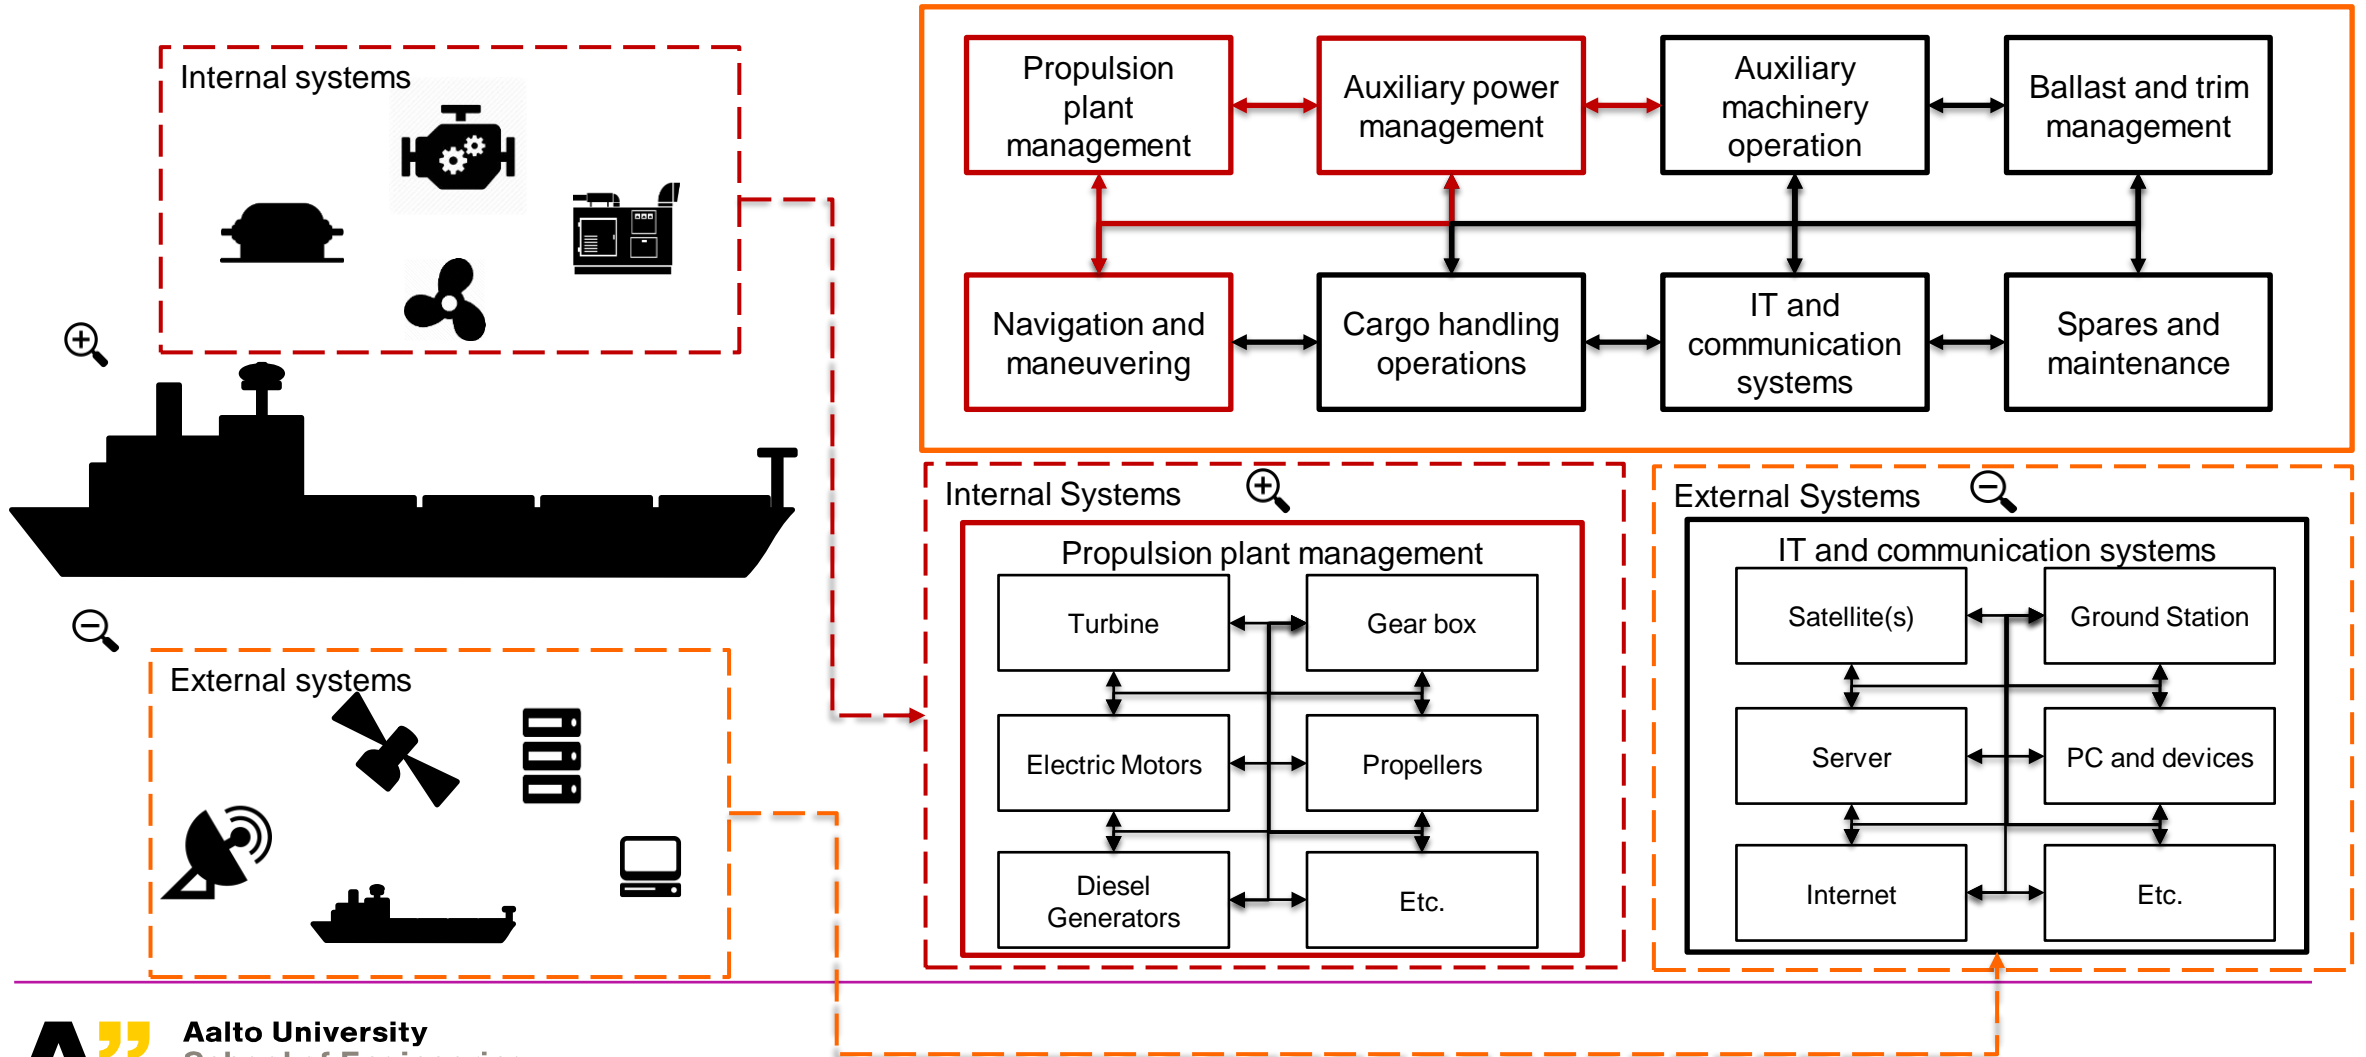 Internal systems
Propulsion
plant
management
Auxiliary power
management
Auxiliary
machinery
operation
Ballast and trim
management
Navigation and
maneuvering
Cargo handling
operations
IT and
communication
systems
Spares and
maintenance
Internal Systems
Propulsion plant management
Turbine
Gear box
Electric Motors
Propellers
Diesel
Generators
Etc.
External Systems
IT and communication systems
Satellite(s)
Ground Station
Server
PC and devices
Internet
Etc.
External systems
A”
Aalto University
School of Engineering